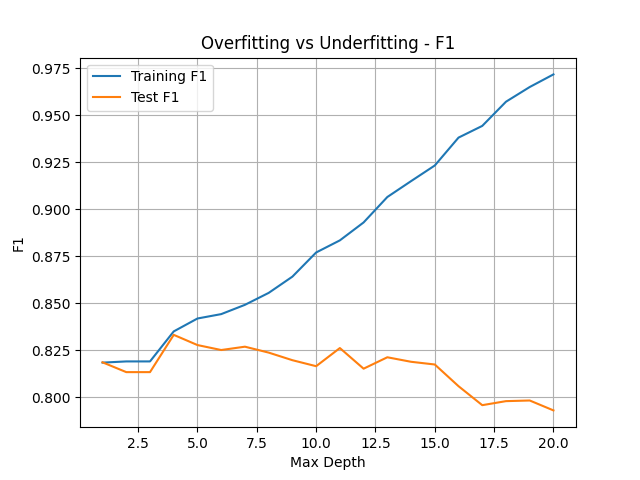 Overfitting vs Underfitting - F1
Training F1
Test F1
F1
0.975
0.950
0.925
0.900
0.875
0.850
0.825
0.800
2.5 5.0 7.5 10.0 12.5 15.0 17.5 20.0
Max Depth